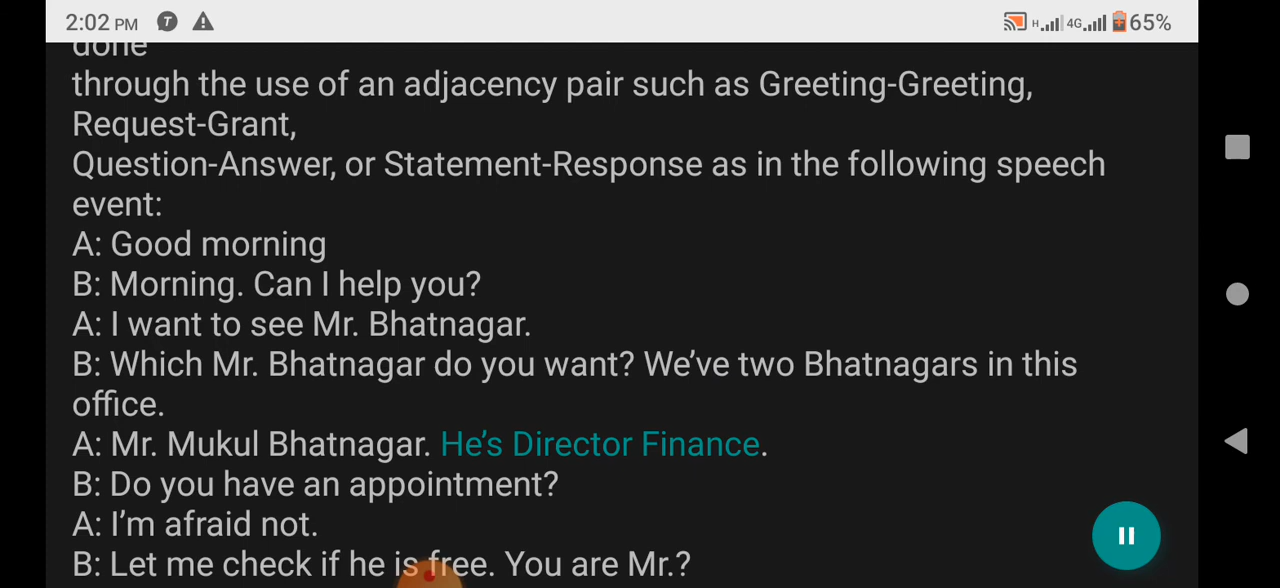 2:02 PM
H 4G 65%
done
through the use of an adjacency pair such as Greeting-Greeting,
Request-Grant,
Question-Answer, or Statement-Response as in the following speech
event:
A: Good morning
B: Morning. Can I help you?
A: I want to see Mr. Bhatnagar.
B: Which Mr. Bhatnagar do you want? We’ve two Bhatnagars in this
office.
A: Mr. Mukul Bhatnagar. He’s Director Finance.
B: Do you have an appointment?
A: I’m afraid not.
B: Let me check if he is free. You are Mr.?